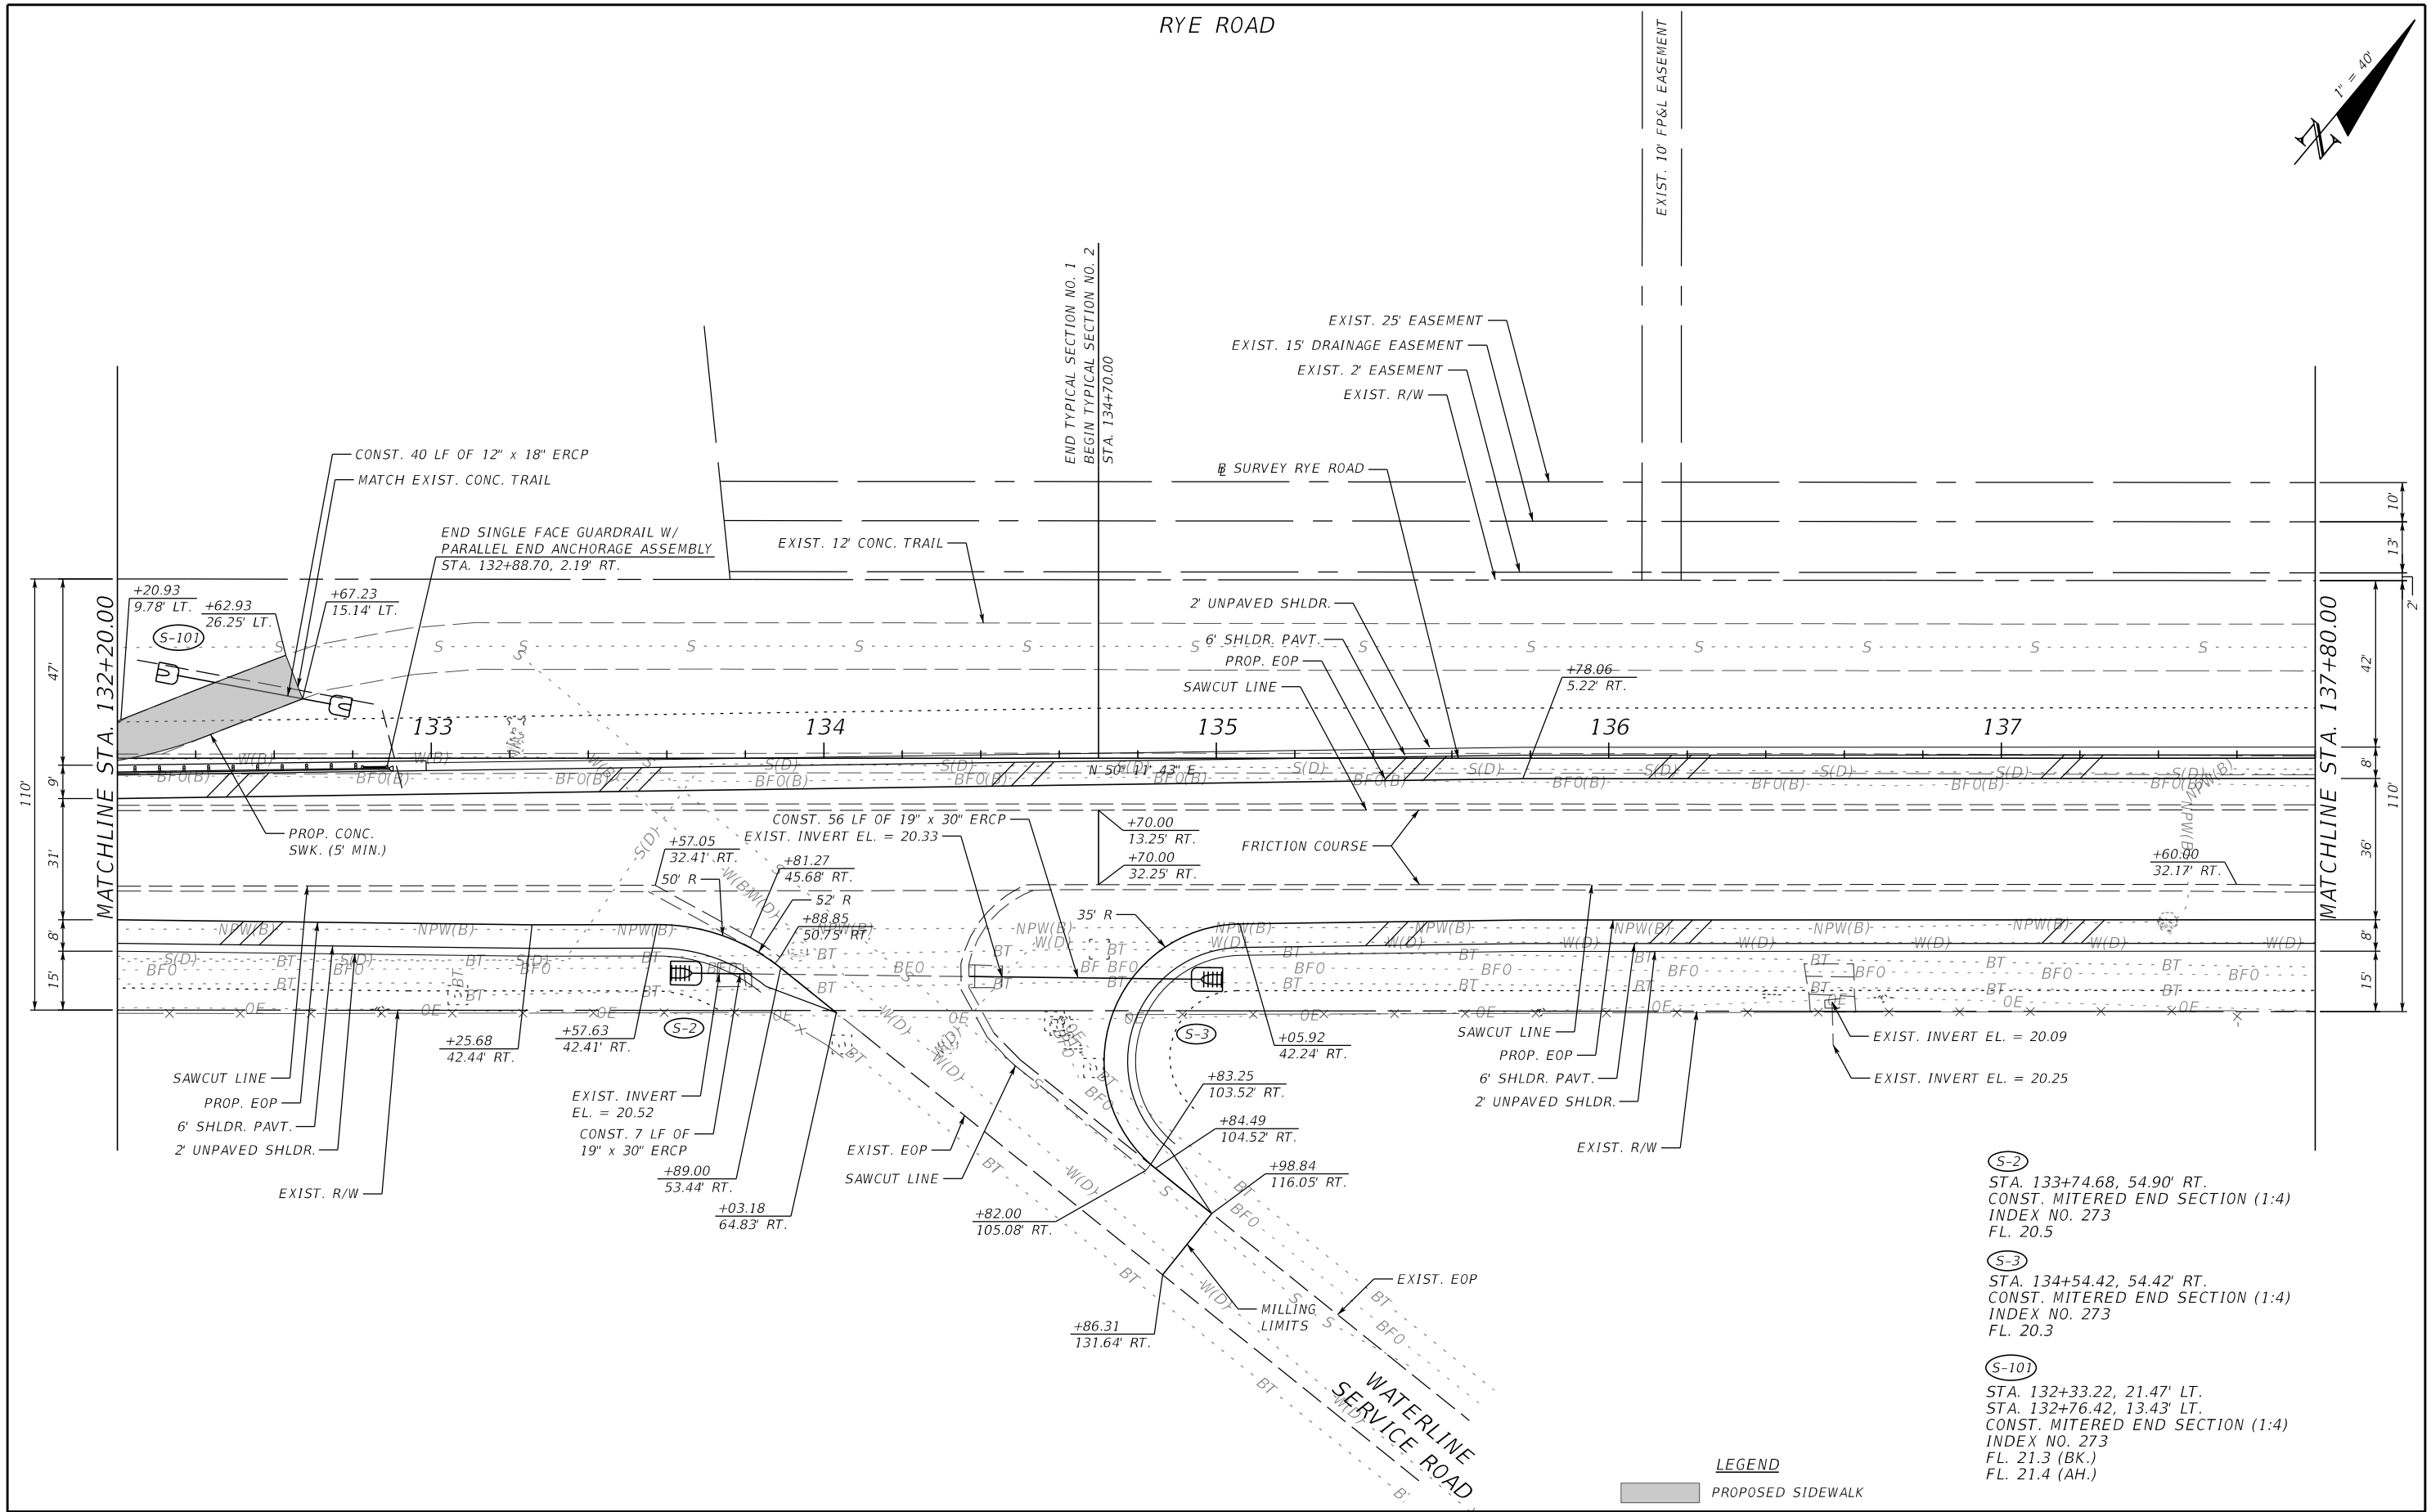 RYE ROAD
1" = 40'
N
EXIST. 10' FP&L EASEMENT
END TYPICAL SECTION NO. 1
BEGIN TYPICAL SECTION NO. 2
STA. 134+70.00
EXIST. 25' EASEMENT
EXIST. 15' DRAINAGE EASEMENT
EXIST. 2' EASEMENT
EXIST. R/W
℄ SURVEY RYE ROAD
CONST. 40 LF OF 12" x 18" ERCP
MATCH EXIST. CONC. TRAIL
END SINGLE FACE GUARDRAIL W/
PARALLEL END ANCHORAGE ASSEMBLY
STA. 132+88.70, 2.19' RT.
EXIST. 12' CONC. TRAIL
+20.93
9.78' LT.
+62.93
26.25' LT.
+67.23
15.14' LT.
S-101
2' UNPAVED SHLDR.
6' SHLDR. PAVT.
PROP. EOP
SAWCUT LINE
+78.06
5.22' RT.
MATCHLINE STA. 132+20.00
MATCHLINE STA. 137+80.00
110'
47'
9'
31'
8'
15'
10'
13'
2'
42'
8'
36'
8'
15'
110'
133
134
135
136
137
N 50° 11' 43" E
PROP. CONC.
SWK. (5' MIN.)
CONST. 56 LF OF 19" x 30" ERCP
EXIST. INVERT EL. = 20.33
+57.05
32.41' RT.
50' R
+81.27
45.68' RT.
52' R
+88.85
50.75' RT.
+70.00
13.25' RT.
+70.00
32.25' RT.
FRICTION COURSE
35' R
+60.00
32.17' RT.
S
W(D)
S(D)
BFO(B)
NPW(B)
BT
BFO
OE
+25.68
42.44' RT.
+57.63
42.41' RT.
S-2
S-3
+05.92
42.24' RT.
SAWCUT LINE
PROP. EOP
6' SHLDR. PAVT.
2' UNPAVED SHLDR.
EXIST. R/W
EXIST. INVERT
EL. = 20.52
CONST. 7 LF OF
19" x 30" ERCP
+89.00
53.44' RT.
+03.18
64.83' RT.
EXIST. EOP
SAWCUT LINE
+82.00
105.08' RT.
+83.25
103.52' RT.
+84.49
104.52' RT.
+98.84
116.05' RT.
+86.31
131.64' RT.
MILLING
LIMITS
EXIST. EOP
SAWCUT LINE
PROP. EOP
6' SHLDR. PAVT.
2' UNPAVED SHLDR.
EXIST. R/W
EXIST. INVERT EL. = 20.09
EXIST. INVERT EL. = 20.25
WATERLINE
SERVICE ROAD
S-2
STA. 133+74.68, 54.90' RT.
CONST. MITERED END SECTION (1:4)
INDEX NO. 273
FL. 20.5
S-3
STA. 134+54.42, 54.42' RT.
CONST. MITERED END SECTION (1:4)
INDEX NO. 273
FL. 20.3
S-101
STA. 132+33.22, 21.47' LT.
STA. 132+76.42, 13.43' LT.
CONST. MITERED END SECTION (1:4)
INDEX NO. 273
FL. 21.3 (BK.)
FL. 21.4 (AH.)
LEGEND
PROPOSED SIDEWALK